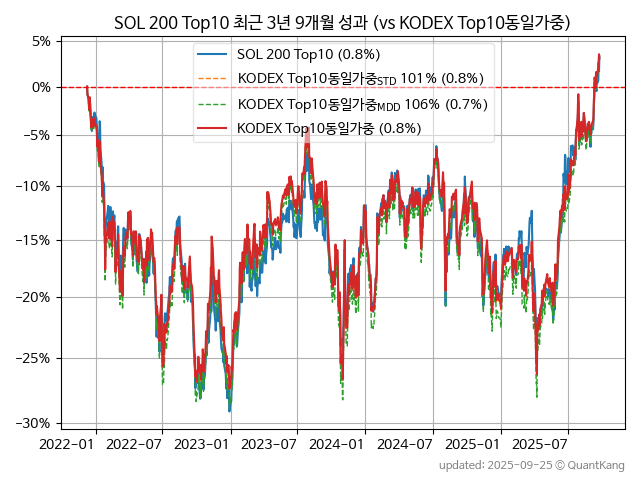 SOL 200 Top10 최근 3년 9개월 성과 (vs KODEX Top10동일가중)
SOL 200 Top10 (0.8%)
KODEX Top10동일가중STD 101% (0.8%)
KODEX Top10동일가중MDD 106% (0.7%)
KODEX Top10동일가중 (0.8%)
5%
0%
−5%
−10%
−15%
−20%
−25%
−30%
2022-01 2022-07 2023-01 2023-07 2024-01 2024-07 2025-01 2025-07
updated: 2025-09-25 © QuantKang